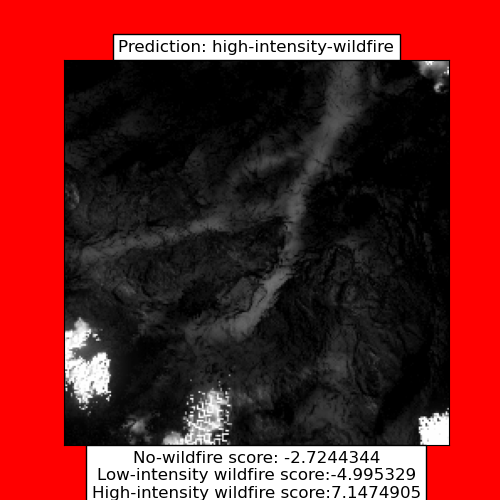 Prediction: high-intensity-wildfire
No-wildfire score: -2.7244344
Low-intensity wildfire score:-4.995329
High-intensity wildfire score:7.1474905